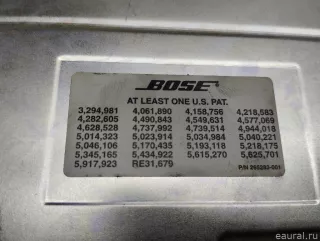 BOSE
AT LEAST ONE U.S. PAT.
3,294,981 4,061,890 4,158,756 4,218,583
4,282,605 4,490,843 4,549,631 4,577,069
4,628,528 4,737,992 4,739,514 4,944,018
5,014,323 5,023,914 5,034,984 5,040,221
5,046,106 5,170,435 5,193,118 5,218,175
5,345,165 5,434,922 5,615,270 5,825,701
5,917,923 RE31,679
eaural.ru